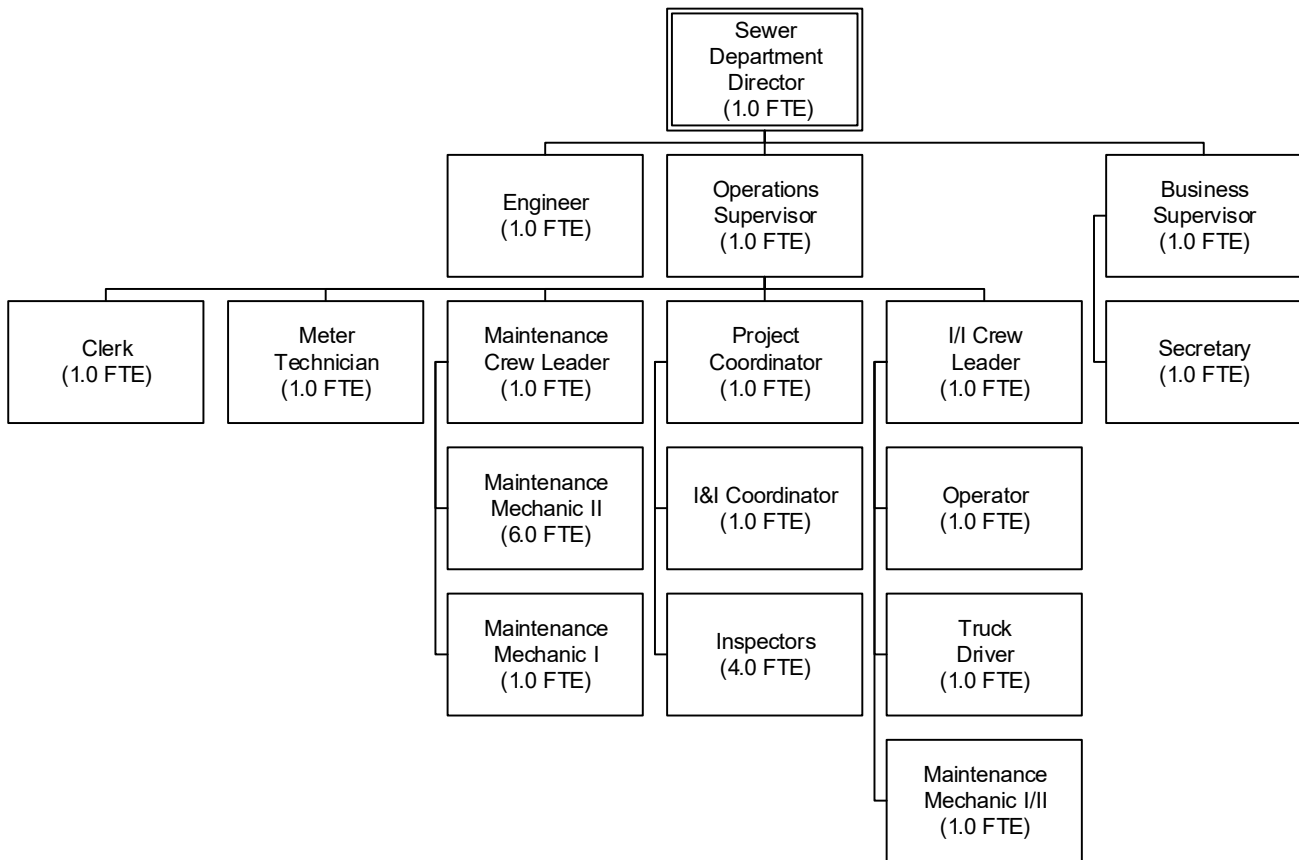 Sewer
Department
Director
(1.0 FTE)
Engineer
(1.0 FTE)
Operations
Supervisor
(1.0 FTE)
Business
Supervisor
(1.0 FTE)
Clerk
(1.0 FTE)
Meter
Technician
(1.0 FTE)
Maintenance
Crew Leader
(1.0 FTE)
Project
Coordinator
(1.0 FTE)
I/I Crew
Leader
(1.0 FTE)
Secretary
(1.0 FTE)
Maintenance
Mechanic II
(6.0 FTE)
I&I Coordinator
(1.0 FTE)
Operator
(1.0 FTE)
Maintenance
Mechanic I
(1.0 FTE)
Inspectors
(4.0 FTE)
Truck
Driver
(1.0 FTE)
Maintenance
Mechanic I/II
(1.0 FTE)